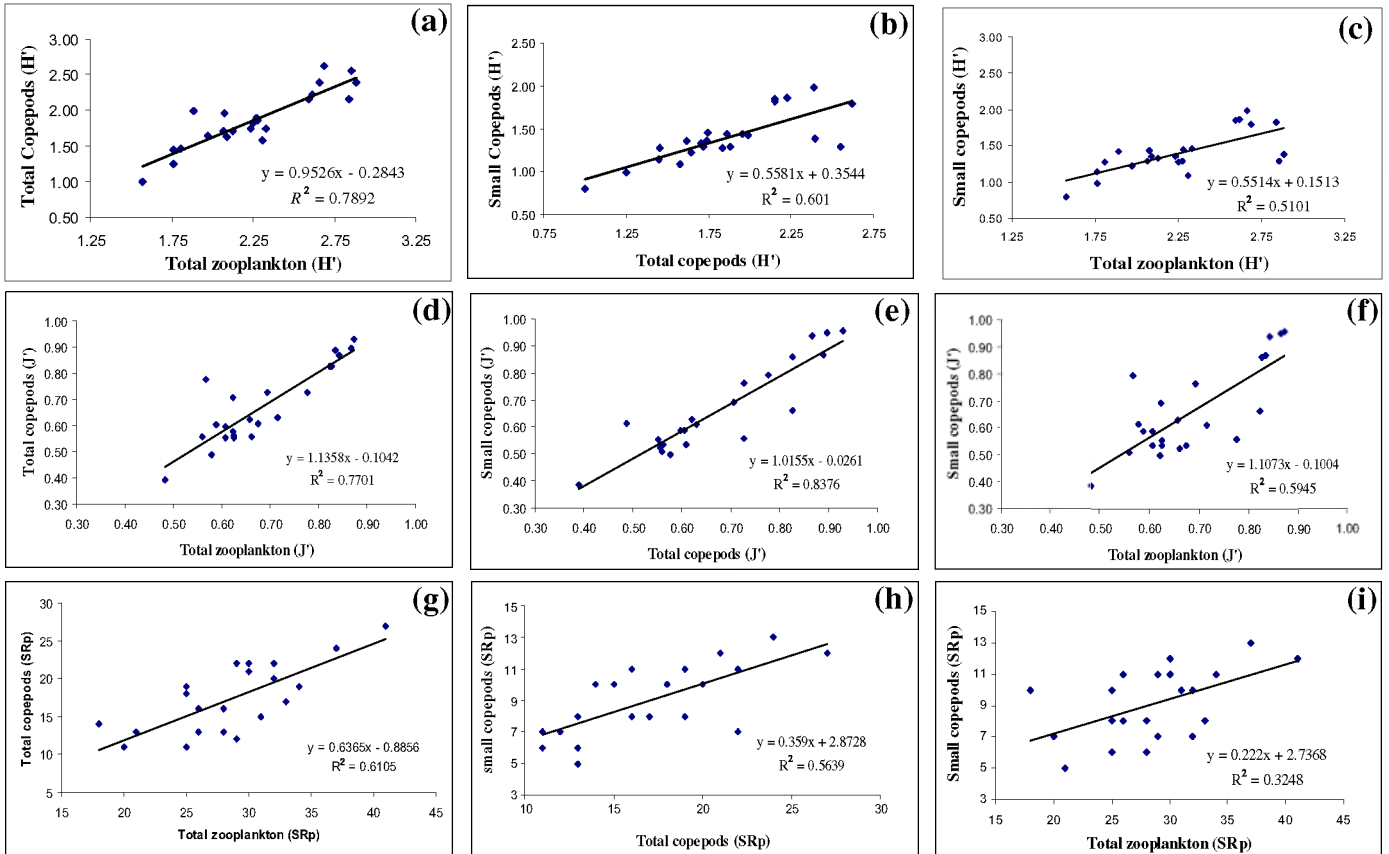 (a)
Total Copepods (H')
3.00
2.50
2.00
1.50
1.00
0.50
y = 0.9526x - 0.2843
R² = 0.7892
1.25 1.75 2.25 2.75 3.25
Total zooplankton (H')
(b)
Small Copepods (H')
2.50
2.00
1.50
1.00
0.50
y = 0.5581x + 0.3544
R² = 0.601
0.75 1.25 1.75 2.25 2.75
Total copepods (H')
(c)
Small copepods (H')
3.00
2.50
2.00
1.50
1.00
0.50
y = 0.5514x + 0.1513
R² = 0.5101
1.25 1.75 2.25 2.75 3.25
Total zooplankton (H')
(d)
Total copepods (J')
1.00
0.90
0.80
0.70
0.60
0.50
0.40
0.30
y = 1.1358x - 0.1042
R² = 0.7701
0.30 0.40 0.50 0.60 0.70 0.80 0.90 1.00
Total zooplankton (J')
(e)
Small copepods (J')
1.00
0.90
0.80
0.70
0.60
0.50
0.40
0.30
y = 1.0155x - 0.0261
R² = 0.8376
0.30 0.40 0.50 0.60 0.70 0.80 0.90 1.00
Total copepods (J')
(f)
Small copepods (J')
1.00
0.90
0.80
0.70
0.60
0.50
0.40
0.30
y = 1.1073x - 0.1004
R² = 0.5945
0.30 0.40 0.50 0.60 0.70 0.80 0.90 1.00
Total zooplankton (J')
(g)
Total copepods (SRp)
30
25
20
15
10
5
y = 0.6365x - 0.8856
R² = 0.6105
15 20 25 30 35 40 45
Total zooplankton (SRp)
(h)
small copepods (SRp)
15
13
11
9
7
5
3
y = 0.359x + 2.8728
R² = 0.5639
10 15 20 25 30
Total copepods (SRp)
(i)
Small copepods (SRp)
15
13
11
9
7
5
3
y = 0.222x + 2.7368
R² = 0.3248
15 20 25 30 35 40 45
Total zooplankton (SRp)